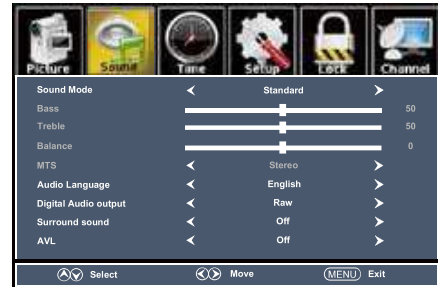 Picture Sound Time Setup Lock Channel
Sound Mode Standard
Bass 50
Treble 50
Balance 0
MTS Stereo
Audio Language English
Digital Audio output Raw
Surround sound Off
AVL Off
Select Move MENU Exit